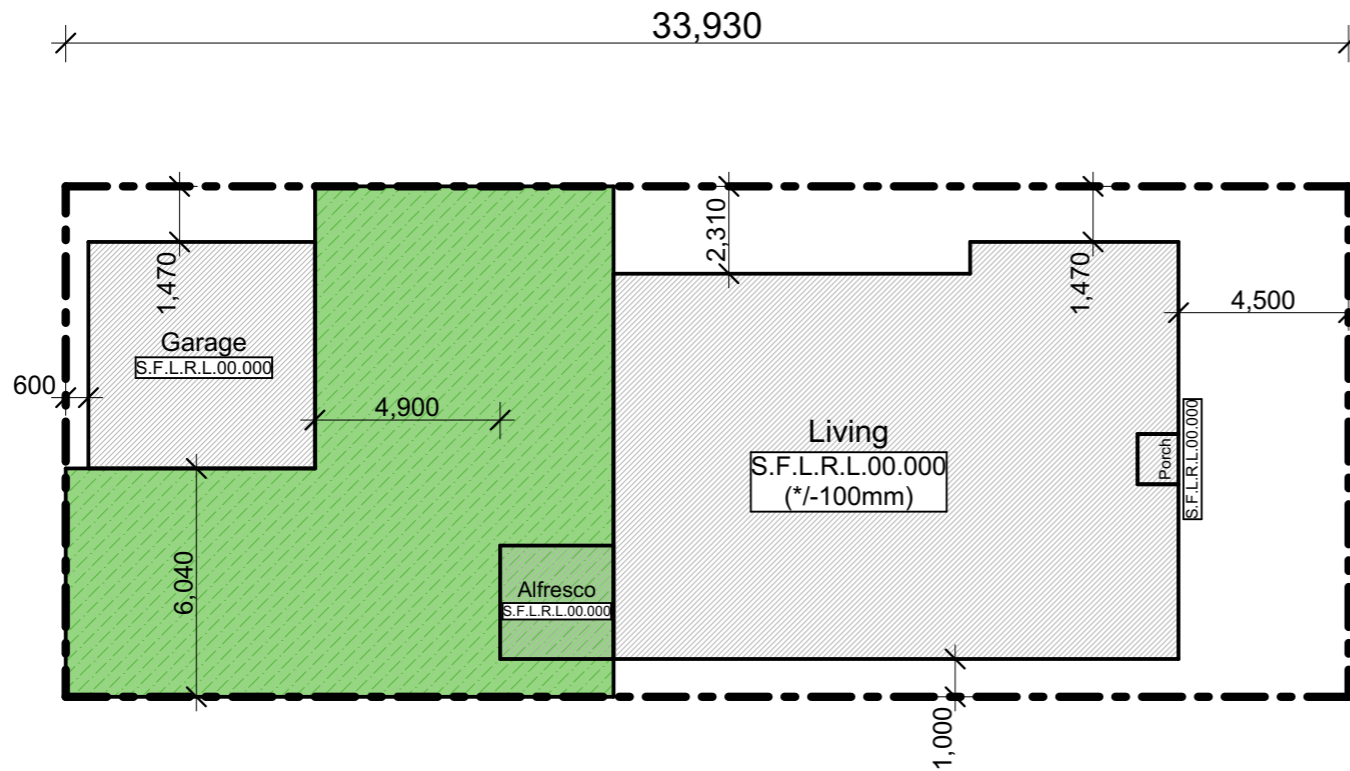 33,930
2,310
1,470
1,470
4,500
Garage
S.F.L.R.L.00.000
600
4,900
Living
S.F.L.R.L.00.000
(*/-100mm)
Porch
S.F.L.R.L.00.000
6,040
Alfresco
S.F.L.R.L.00.000
1,000